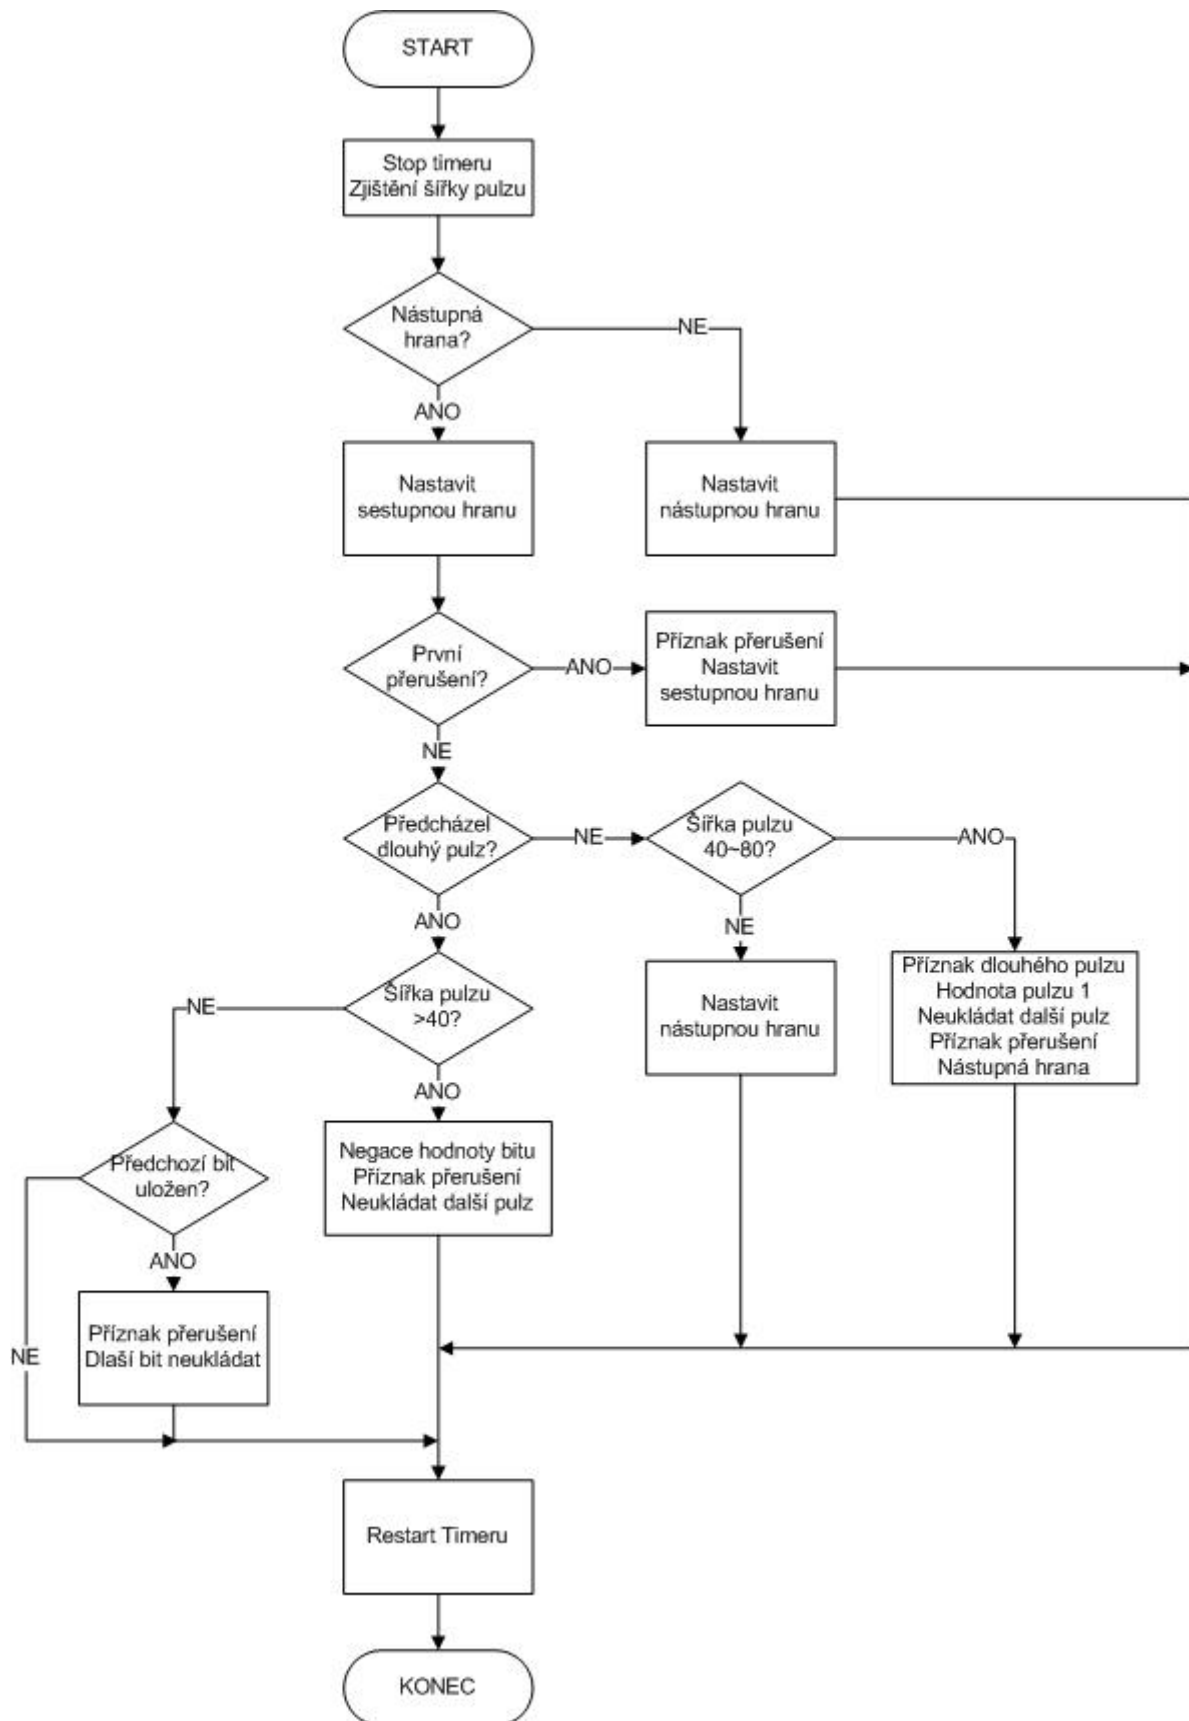 START
Stop timeru
Zjištění šířky pulzu
Nástupná
hrana?
NE
ANO
Nastavit
sestupnou hranu
Nastavit
nástupnou hranu
První
přerušení?
ANO
Příznak přerušení
Nastavit
sestupnou hranu
NE
Předcházel
dlouhý pulz?
NE
Šířka pulzu
40~80?
ANO
ANO
NE
Šířka pulzu
>40?
NE
Nastavit
nástupnou hranu
Příznak dlouhého pulzu
Hodnota pulzu 1
Neukládat další pulz
Příznak přerušení
Nástupná hrana
ANO
Předchozí bit
uložen?
Negace hodnoty bitu
Příznak přerušení
Neukládat další pulz
ANO
NE
Příznak přerušení
Dlaší bit neukládat
Restart Timeru
KONEC